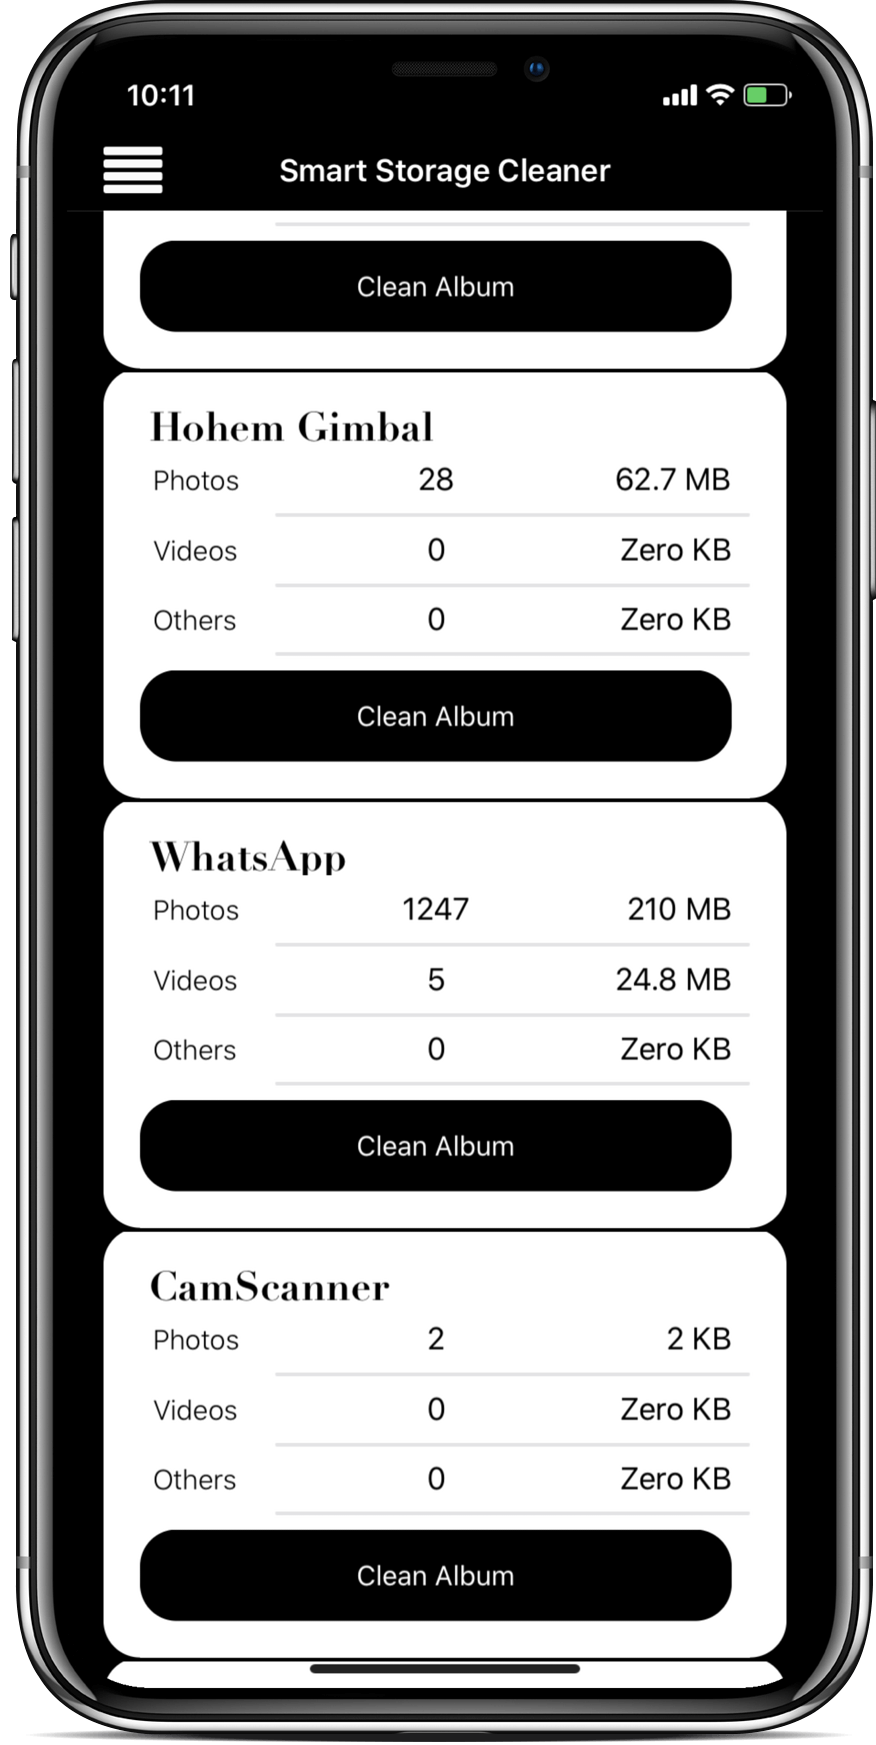 10:11
Smart Storage Cleaner
Clean Album
Hohem Gimbal
Photos 28 62.7 MB
Videos 0 Zero KB
Others 0 Zero KB
Clean Album
WhatsApp
Photos 1247 210 MB
Videos 5 24.8 MB
Others 0 Zero KB
Clean Album
CamScanner
Photos 2 2 KB
Videos 0 Zero KB
Others 0 Zero KB
Clean Album